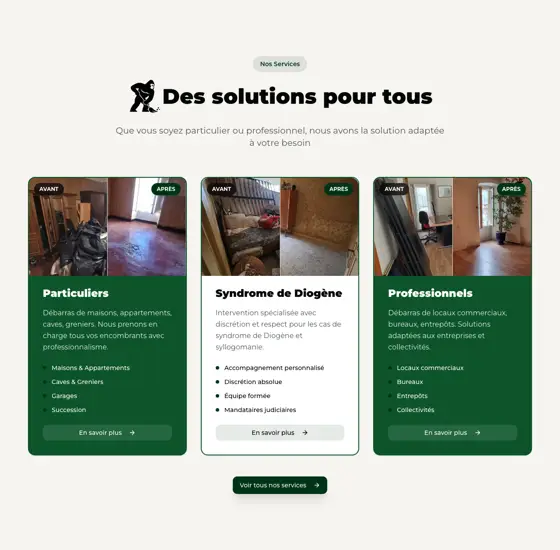 Nos Services
Des solutions pour tous
Que vous soyez particulier ou professionnel, nous avons la solution adaptée
à votre besoin
AVANT
APRÈS
Particuliers
Débarras de maisons, appartements,
caves, greniers. Nous prenons en
charge tous vos encombrants avec
professionnalisme.
Maisons & Appartements
Caves & Greniers
Garages
Succession
En savoir plus →
AVANT
APRÈS
Syndrome de Diogène
Intervention spécialisée avec
discrétion et respect pour les cas de
syndrome de Diogène et
syllogomanie.
Accompagnement personnalisé
Discrétion absolue
Équipe formée
Mandataires judiciaires
En savoir plus →
AVANT
APRÈS
Professionnels
Débarras de locaux commerciaux,
bureaux, entrepôts. Solutions
adaptées aux entreprises et
collectivités.
Locaux commerciaux
Bureaux
Entrepôts
Collectivités
En savoir plus →
Voir tous nos services →